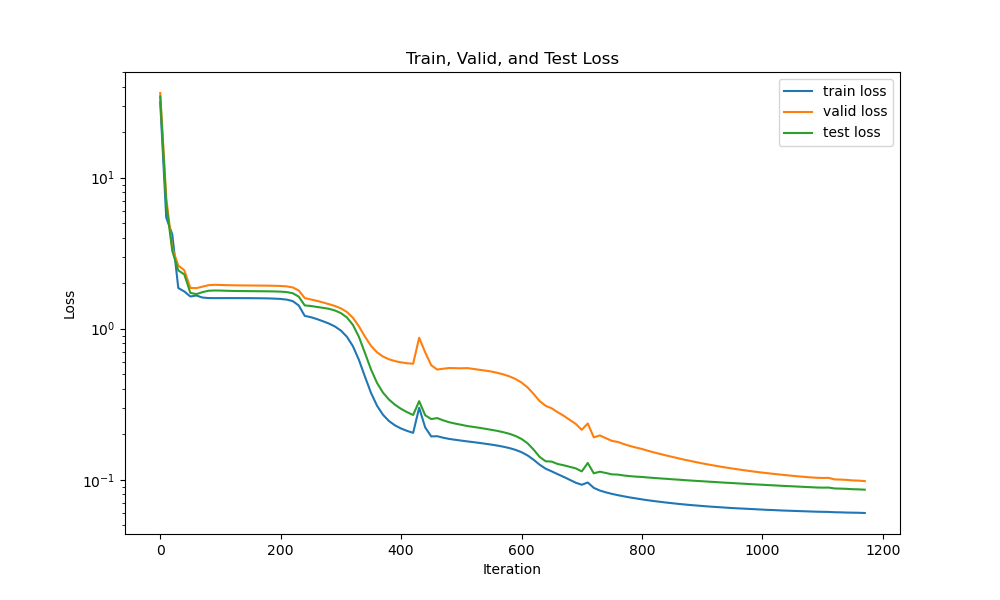 Train, Valid, and Test Loss
train loss
valid loss
test loss
10¹
10⁰
10⁻¹
Loss
0 200 400 600 800 1000 1200
Iteration